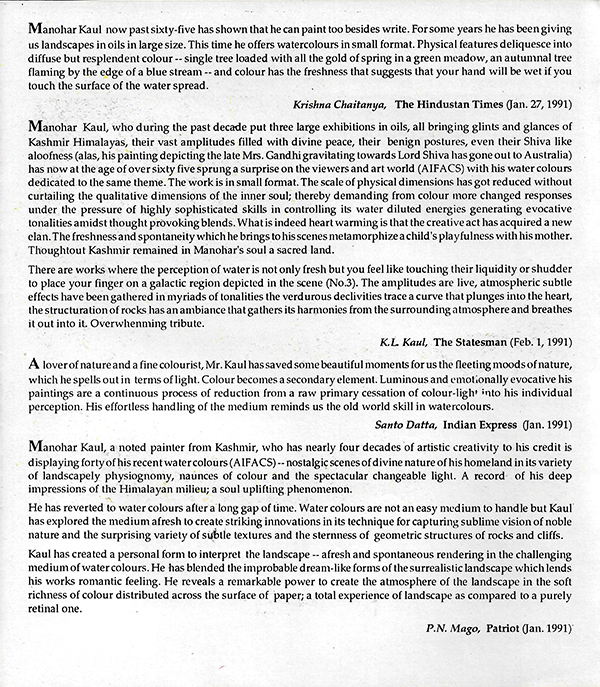 Manohar Kaul now past sixty-five has shown that he can paint too besides write. For some years he has been giving
us landscapes in oils in large size. This time he offers watercolours in small format. Physical features deliquesce into
diffuse but resplendent colour -- single tree loaded with all the gold of spring in a green meadow, an autumnal tree
flaming by the edge of a blue stream -- and colour has the freshness that suggests that your hand will be wet if you
touch the surface of the water spread.
Krishna Chaitanya, The Hindustan Times (Jan. 27, 1991)
Manohar Kaul, who during the past decade put three large exhibitions in oils, all bringing glints and glances of
Kashmir Himalayas, their vast amplitudes filled with divine peace, their benign postures, even their Shiva like
aloofness (alas, his painting depicting the late Mrs. Gandhi gravitating towards Lord Shiva has gone out to Australia)
has now at the age of over sixty five sprung a surprise on the viewers and art world (AIFACS) with his water colours
dedicated to the same theme. The work is in small format. The scale of physical dimensions has got reduced without
curtailing the qualitative dimensions of the inner soul; thereby demanding from colour more changed responses
under the pressure of highly sophisticated skills in controlling its water diluted energies generating evocative
tonalities amidst thought provoking blends. What is indeed heart warming is that the creative act has acquired a new
elan. The freshness and spontaneity which he brings to his scenes metamorphize a child's playfulness with his mother.
Thoughtout Kashmir remained in Manohar's soul a sacred land.
There are works where the perception of water is not only fresh but you feel like touching their liquidity or shudder
to place your finger on a galactic region depicted in the scene (No.3). The amplitudes are live, atmospheric subtle
effects have been gathered in myriads of tonalities the verdurous declivities trace a curve that plunges into the heart,
the structuration of rocks has an ambiance that gathers its harmonies from the surrounding atmosphere and breathes
it out into it. Overwhenming tribute.
K.L. Kaul, The Statesman (Feb. 1, 1991)
A lover of nature and a fine colourist, Mr. Kaul has saved some beautiful moments for us the fleeting moods of nature,
which he spells out in terms of light. Colour becomes a secondary element. Luminous and emotionally evocative his
paintings are a continuous process of reduction from a raw primary cessation of colour-light into his individual
perception. His effortless handling of the medium reminds us the old world skill in watercolours.
Santo Datta, Indian Express (Jan. 1991)
Manohar Kaul, a noted painter from Kashmir, who has nearly four decades of artistic creativity to his credit is
displaying forty of his recent water colours (AIFACS) -- nostalgic scenes of divine nature of his homeland in its variety
of landscapely physiognomy, naunces of colour and the spectacular changeable light. A record of his deep
impressions of the Himalayan milieu; a soul uplifting phenomenon.
He has reverted to water colours after a long gap of time. Water colours are not an easy medium to handle but Kaul
has explored the medium afresh to create striking innovations in its technique for capturing sublime vision of noble
nature and the surprising variety of subtle textures and the sternness of geometric structures of rocks and cliffs.
Kaul has created a personal form to interpret the landscape -- afresh and spontaneous rendering in the challenging
medium of water colours. He has blended the improbable dream-like forms of the surrealistic landscape which lends
his works romantic feeling. He reveals a remarkable power to create the atmosphere of the landscape in the soft
richness of colour distributed across the surface of paper; a total experience of landscape as compared to a purely
retinal one.
P.N. Mago, Patriot (Jan. 1991)